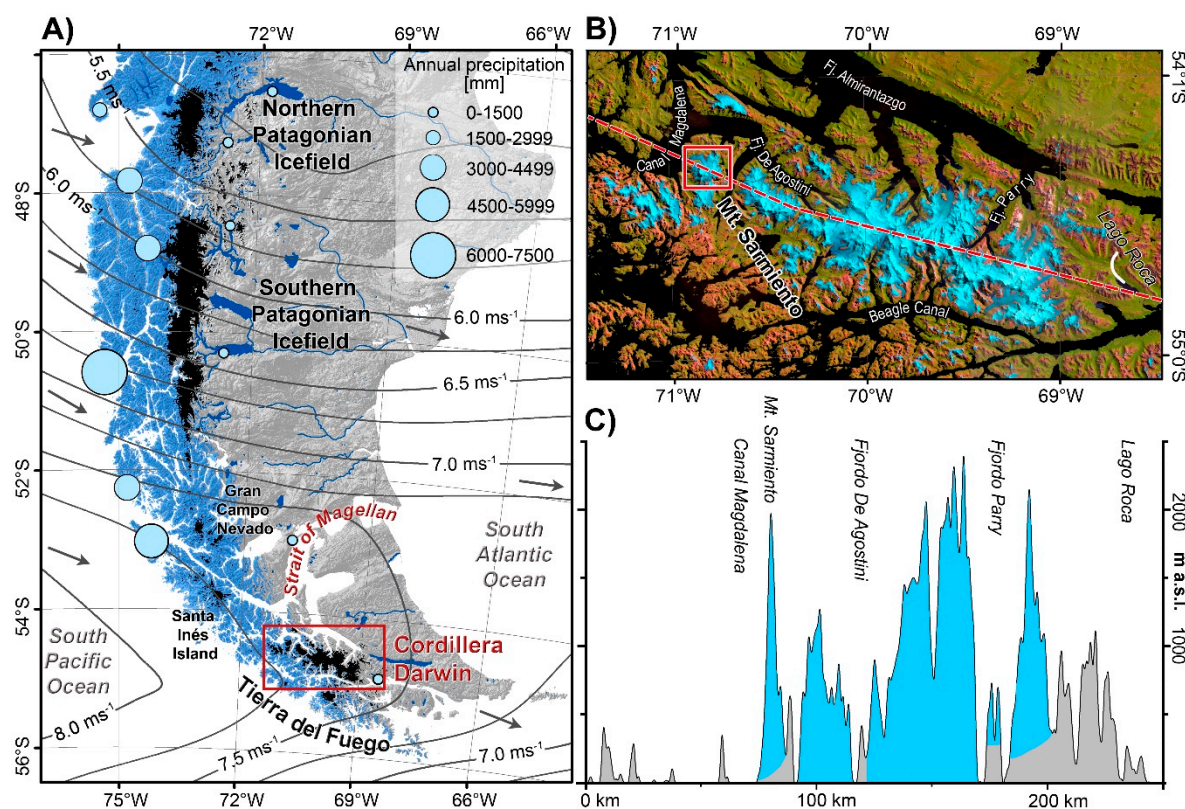 A)
72°W
69°W
66°W
5.5 ms⁻¹
Annual precipitation
[mm]
0-1500
1500-2999
3000-4499
4500-5999
6000-7500
Northern
Patagonian
Icefield
48°S
6.0 ms⁻¹
Southern
Patagonian
Icefield
6.0 ms⁻¹
50°S
6.5 ms⁻¹
7.0 ms⁻¹
52°S
Gran
Campo
Nevado
Strait of Magellan
South
Atlantic
Ocean
54°S
Santa
Inés
Island
South
Pacific
Ocean
Cordillera
Darwin
Tierra del Fuego
8.0 ms⁻¹
7.5 ms⁻¹
7.0 ms⁻¹
56°S
75°W
72°W
69°W
66°W
B)
71°W
70°W
69°W
54°1S
Fj. Almirantazgo
Canal Magdalena
Fj. De Agostini
Fj. Parry
Mt. Sarmiento
Lago Roca
Beagle Canal
55°0S
71°W
70°W
69°W
C)
Canal Magdalena
Mt. Sarmiento
Fjordo De Agostini
Fjordo Parry
Lago Roca
2000
m a.s.l.
1000
0 km
100 km
200 km